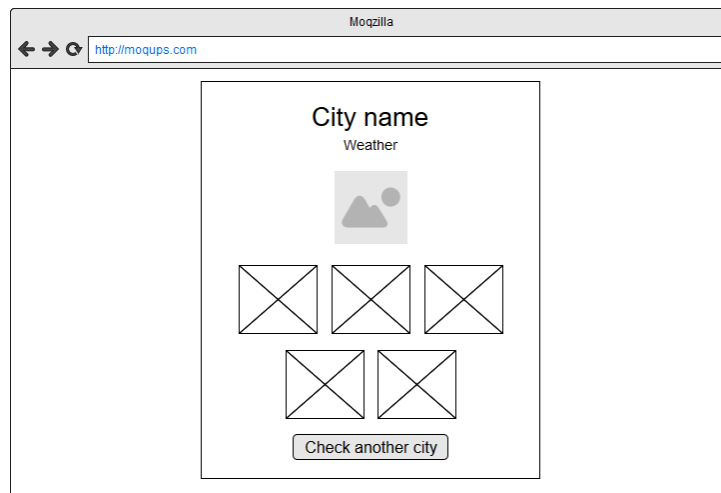 Moqzilla
http://moqups.com
City name
Weather
Check another city